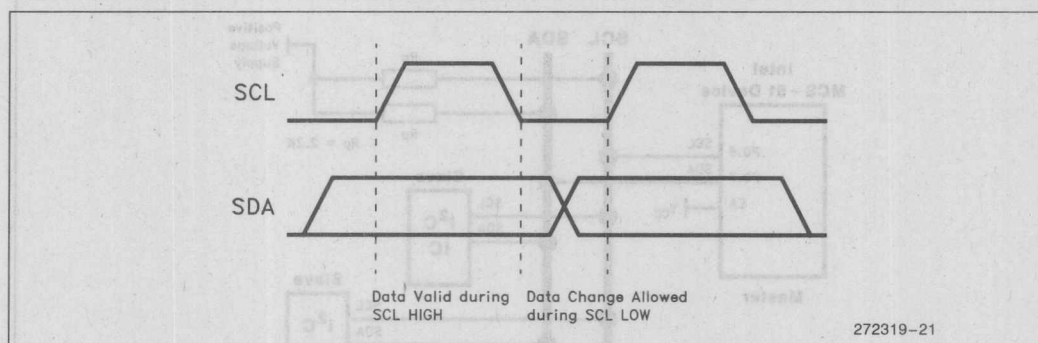 SCL
SDA
Data Valid during
SCL HIGH
Data Change Allowed
during SCL LOW
272319-21